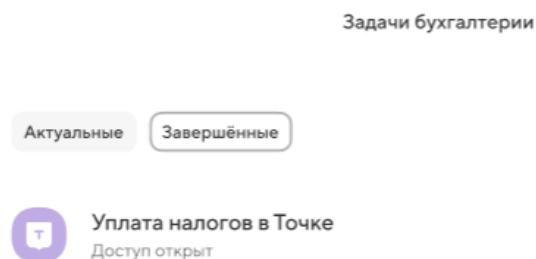 Задачи бухгалтерии
Актуальные
Завершённые
Т
Уплата налогов в Точке
Доступ открыт